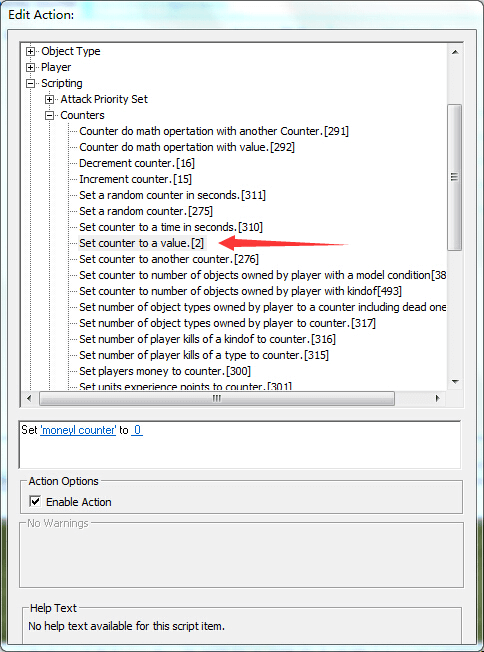 Edit Action:
Object Type
Player
Scripting
Attack Priority Set
Counters
Counter do math opertation with another Counter.[291]
Counter do math opertation with value.[292]
Decrement counter.[16]
Increment counter.[15]
Set a random counter in seconds.[311]
Set a random counter.[275]
Set counter to a time in seconds.[310]
Set counter to a value.[2]
Set counter to another counter.[276]
Set counter to number of objects owned by player with a model condition[38
Set counter to number of objects owned by player with kindof[493]
Set number of object types owned by player to a counter including dead one
Set number of object types owned by player to counter.[317]
Set number of player kills of a kindof to counter.[316]
Set number of player kills of a type to counter.[315]
Set players money to counter.[300]
Set units experience points to counter.[301]
Set 'moneyl counter' to 0
Action Options
Enable Action
No Warnings
Help Text
No help text available for this script item.